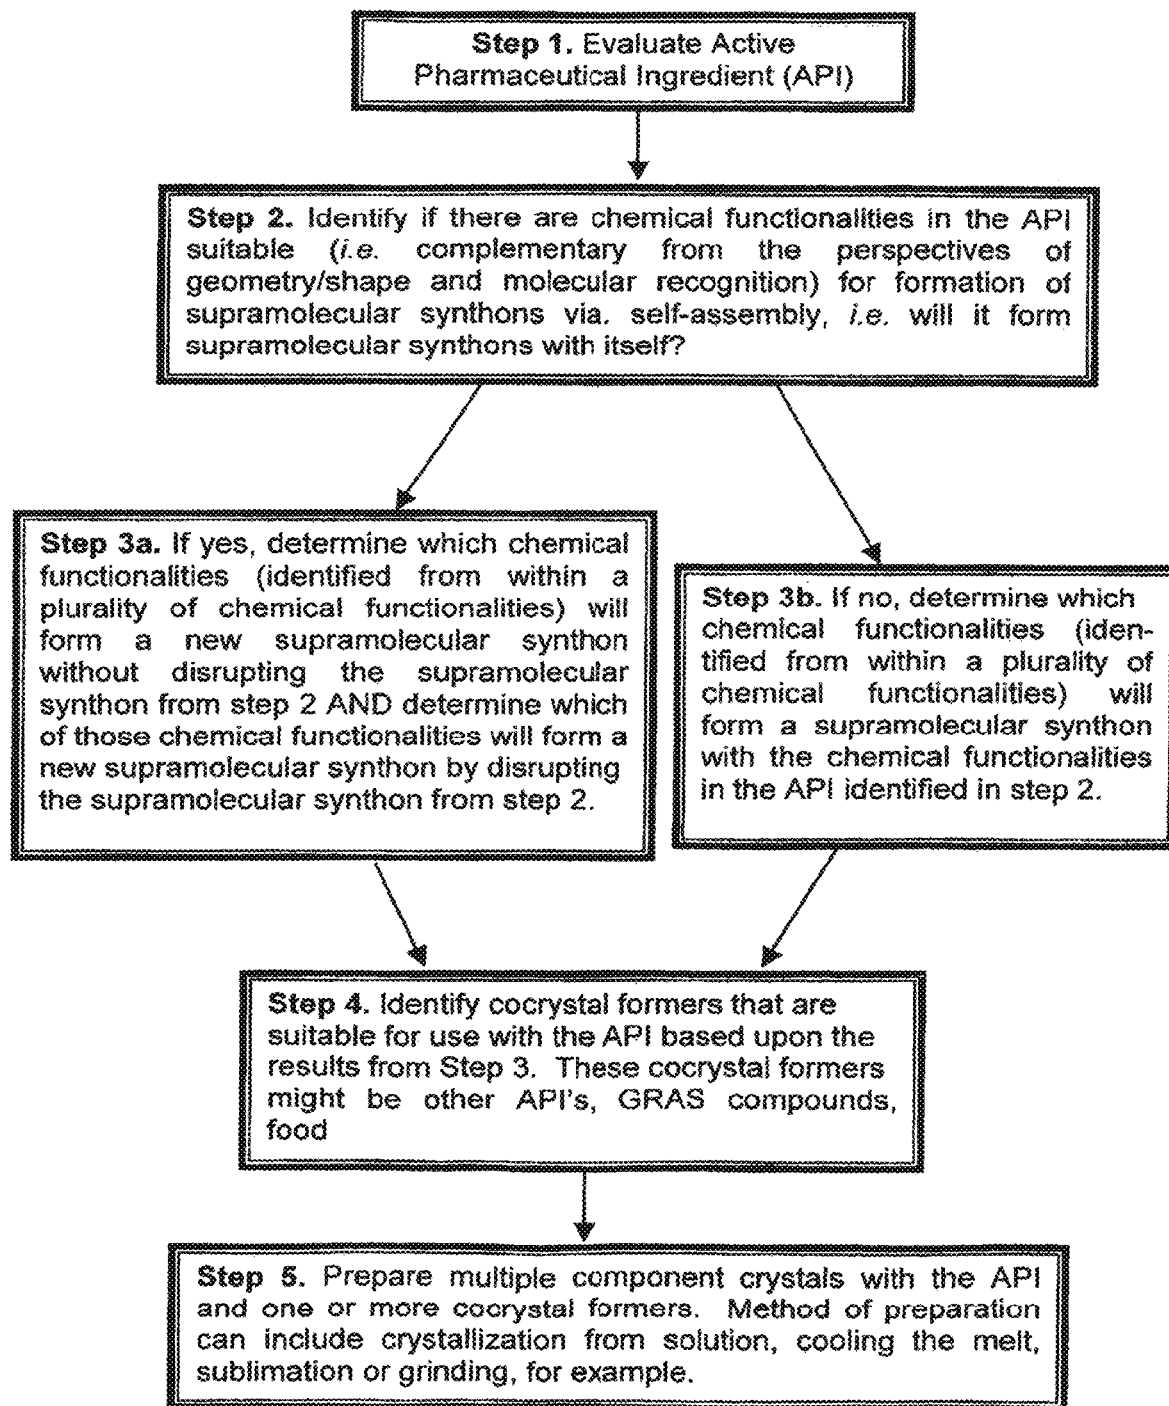 Step 1. Evaluate Active
Pharmaceutical Ingredient (API)
Step 2. Identify if there are chemical functionalities in the API
suitable (i.e. complementary from the perspectives of
geometry/shape and molecular recognition) for formation of
supramolecular synthons via. self-assembly, i.e. will it form
supramolecular synthons with itself?
Step 3a. If yes, determine which chemical
functionalities (identified from within a
plurality of chemical functionalities) will
form a new supramolecular synthon
without disrupting the supramolecular
synthon from step 2 AND determine which
of those chemical functionalities will form a
new supramolecular synthon by disrupting
the supramolecular synthon from step 2.
Step 3b. If no, determine which
chemical functionalities (iden-
tified from within a plurality of
chemical functionalities) will
form a supramolecular synthon
with the chemical functionalities
in the API identified in step 2.
Step 4. Identify cocrystal formers that are
suitable for use with the API based upon the
results from Step 3. These cocrystal formers
might be other API's, GRAS compounds,
food
Step 5. Prepare multiple component crystals with the API
and one or more cocrystal formers. Method of preparation
can include crystallization from solution, cooling the melt,
sublimation or grinding, for example.